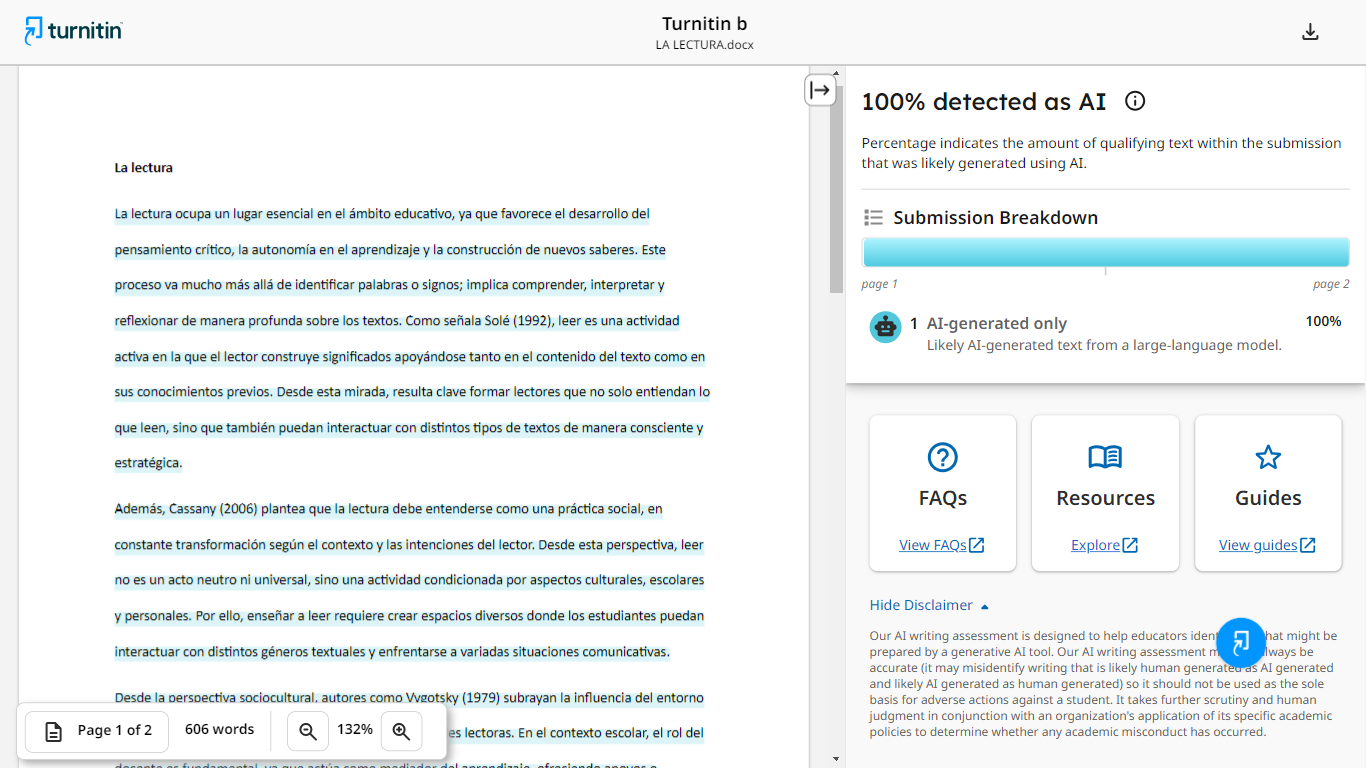 turnitin
Turnitin b
LA LECTURA.docx
La lectura
La lectura ocupa un lugar esencial en el ámbito educativo, ya que favorece el desarrollo del
pensamiento crítico, la autonomía en el aprendizaje y la construcción de nuevos saberes. Este
proceso va mucho más allá de identificar palabras o signos; implica comprender, interpretar y
reflexionar de manera profunda sobre los textos. Como señala Solé (1992), leer es una actividad
activa en la que el lector construye significados apoyándose tanto en el contenido del texto como en
sus conocimientos previos. Desde esta mirada, resulta clave formar lectores que no solo entiendan lo
que leen, sino que también puedan interactuar con distintos tipos de textos de manera consciente y
estratégica.
Además, Cassany (2006) plantea que la lectura debe entenderse como una práctica social, en
constante transformación según el contexto y las intenciones del lector. Desde esta perspectiva, leer
no es un acto neutro ni universal, sino una actividad condicionada por aspectos culturales, escolares
y personales. Por ello, enseñar a leer requiere crear espacios diversos donde los estudiantes puedan
interactuar con distintos géneros textuales y enfrentarse a variadas situaciones comunicativas.
Desde la perspectiva sociocultural, autores como Vygotsky (1979) subrayan la influencia del entorno
es lectoras. En el contexto escolar, el rol del
docente es fundamental, ya que actúa como mediador del aprendizaje, ofreciendo apoyos o
Page 1 of 2
606 words
132%
100% detected as AI
Percentage indicates the amount of qualifying text within the submission
that was likely generated using AI.
Submission Breakdown
page 1
page 2
1 AI-generated only
100%
Likely AI-generated text from a large-language model.
FAQs
View FAQs
Resources
Explore
Guides
View guides
Hide Disclaimer
Our AI writing assessment is designed to help educators iden hat might be
prepared by a generative AI tool. Our AI writing assessment m always be
accurate (it may misidentify writing that is likely human generated as AI generated
and likely AI generated as human generated) so it should not be used as the sole
basis for adverse actions against a student. It takes further scrutiny and human
judgment in conjunction with an organization's application of its specific academic
policies to determine whether any academic misconduct has occurred.